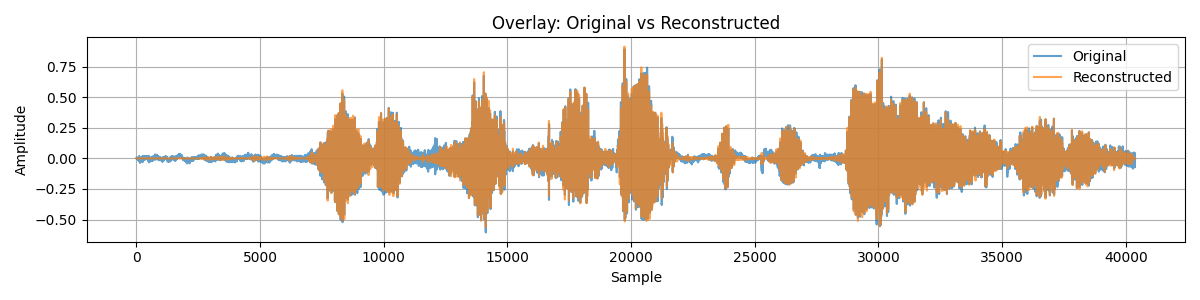 Overlay: Original vs Reconstructed
Original
Reconstructed
Amplitude
0.75
0.50
0.25
0.00
−0.25
−0.50
0 5000 10000 15000 20000 25000 30000 35000 40000
Sample